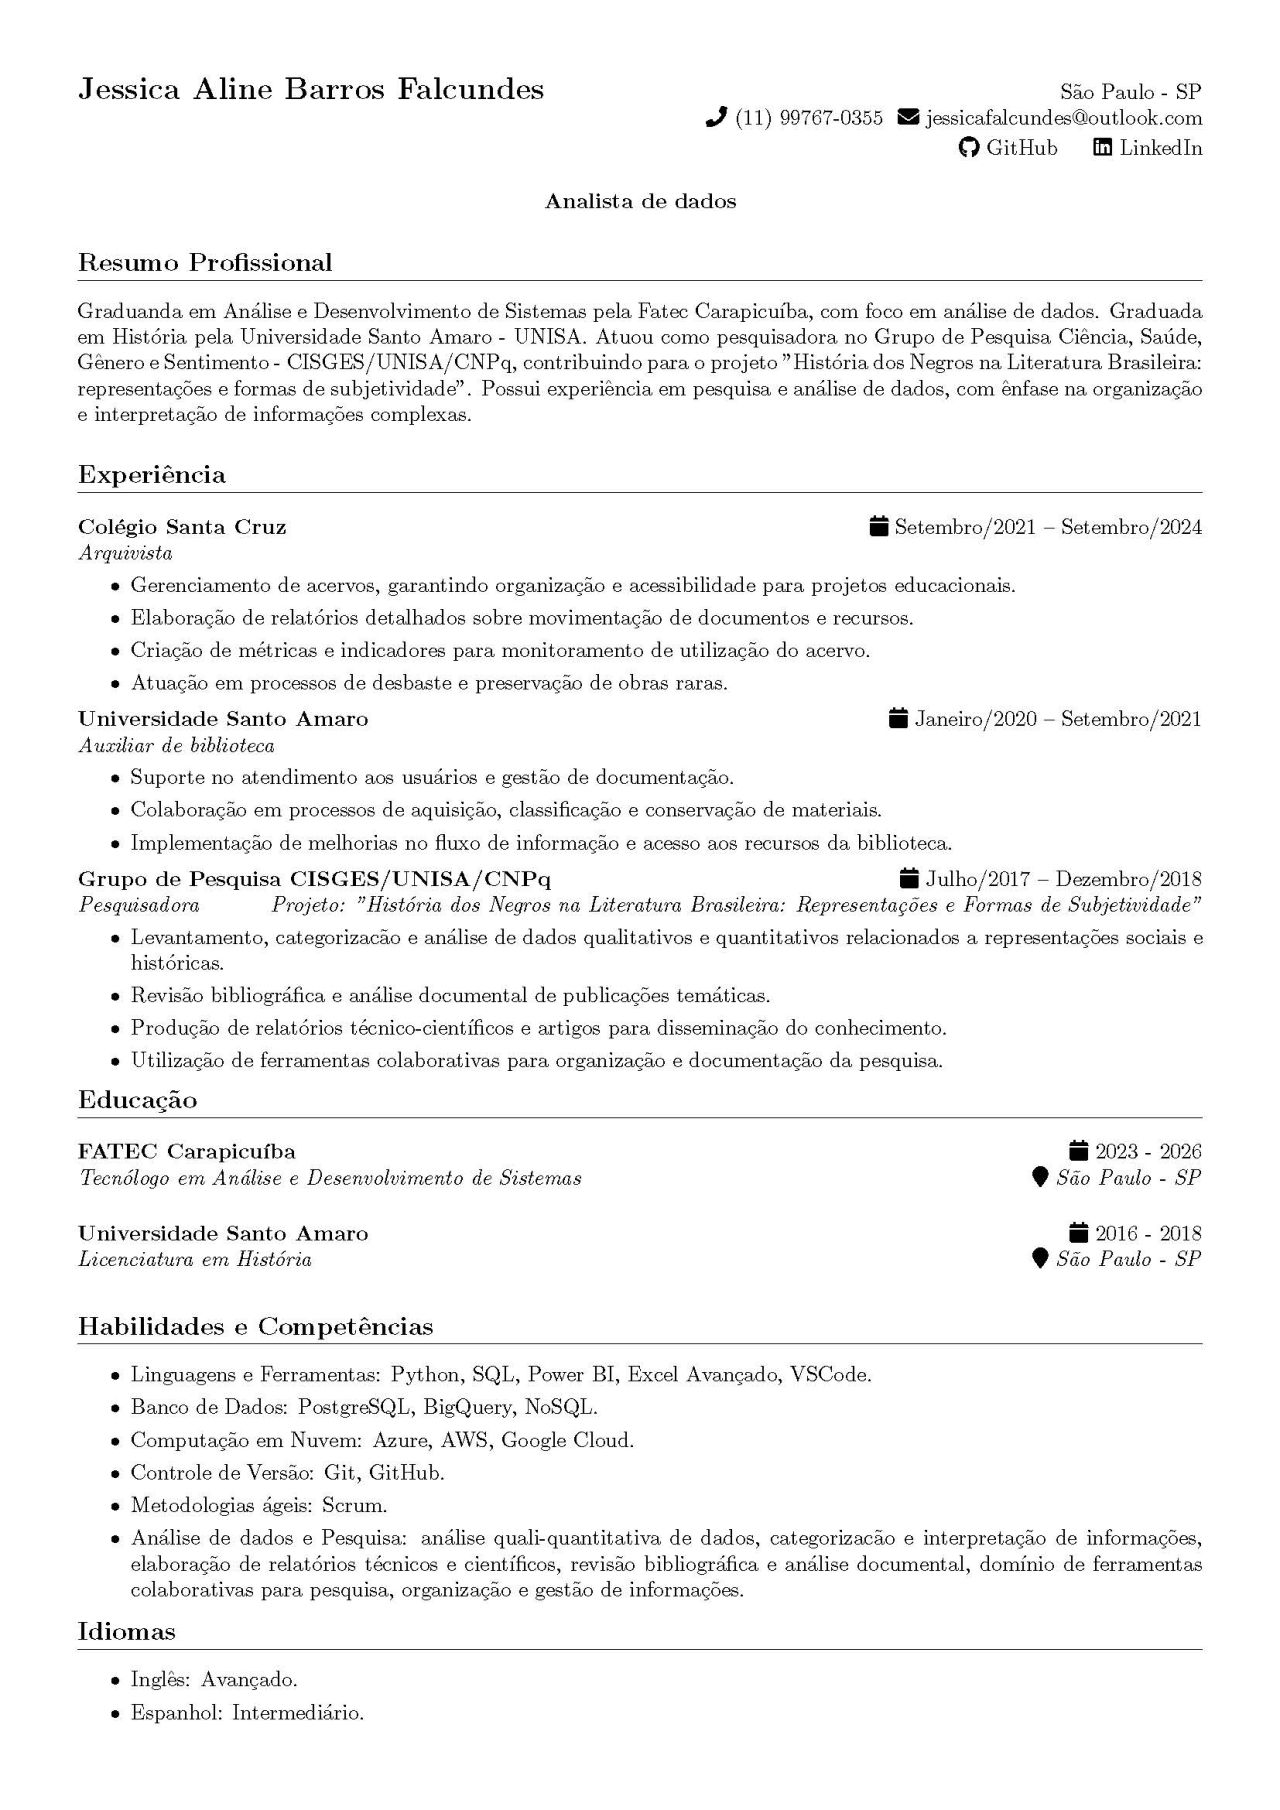 Jessica Aline Barros Falcundes
São Paulo - SP
(11) 99767-0355 jessicafalcundes@outlook.com
GitHub LinkedIn
Analista de dados
Resumo Profissional
Graduanda em Análise e Desenvolvimento de Sistemas pela Fatec Carapicuíba, com foco em análise de dados. Graduada
em História pela Universidade Santo Amaro - UNISA. Atuou como pesquisadora no Grupo de Pesquisa Ciência, Saúde,
Gênero e Sentimento - CISGES/UNISA/CNPq, contribuindo para o projeto ”História dos Negros na Literatura Brasileira:
representações e formas de subjetividade”. Possui experiência em pesquisa e análise de dados, com ênfase na organização
e interpretação de informações complexas.
Experiência
Colégio Santa Cruz Setembro/2021 – Setembro/2024
Arquivista
• Gerenciamento de acervos, garantindo organização e acessibilidade para projetos educacionais.
• Elaboração de relatórios detalhados sobre movimentação de documentos e recursos.
• Criação de métricas e indicadores para monitoramento de utilização do acervo.
• Atuação em processos de desbaste e preservação de obras raras.
Universidade Santo Amaro Janeiro/2020 – Setembro/2021
Auxiliar de biblioteca
• Suporte no atendimento aos usuários e gestão de documentação.
• Colaboração em processos de aquisição, classificação e conservação de materiais.
• Implementação de melhorias no fluxo de informação e acesso aos recursos da biblioteca.
Grupo de Pesquisa CISGES/UNISA/CNPq Julho/2017 – Dezembro/2018
Pesquisadora Projeto: ”História dos Negros na Literatura Brasileira: Representações e Formas de Subjetividade”
• Levantamento, categorizacão e análise de dados qualitativos e quantitativos relacionados a representações sociais e
históricas.
• Revisão bibliográfica e análise documental de publicações temáticas.
• Produção de relatórios técnico-científicos e artigos para disseminação do conhecimento.
• Utilização de ferramentas colaborativas para organização e documentação da pesquisa.
Educação
FATEC Carapicuíba 2023 - 2026
Tecnólogo em Análise e Desenvolvimento de Sistemas São Paulo - SP
Universidade Santo Amaro 2016 - 2018
Licenciatura em História São Paulo - SP
Habilidades e Competências
• Linguagens e Ferramentas: Python, SQL, Power BI, Excel Avançado, VSCode.
• Banco de Dados: PostgreSQL, BigQuery, NoSQL.
• Computação em Nuvem: Azure, AWS, Google Cloud.
• Controle de Versão: Git, GitHub.
• Metodologias ágeis: Scrum.
• Análise de dados e Pesquisa: análise quali-quantitativa de dados, categorizacão e interpretação de informações,
elaboração de relatórios técnicos e científicos, revisão bibliográfica e análise documental, domínio de ferramentas
colaborativas para pesquisa, organização e gestão de informações.
Idiomas
• Inglês: Avançado.
• Espanhol: Intermediário.